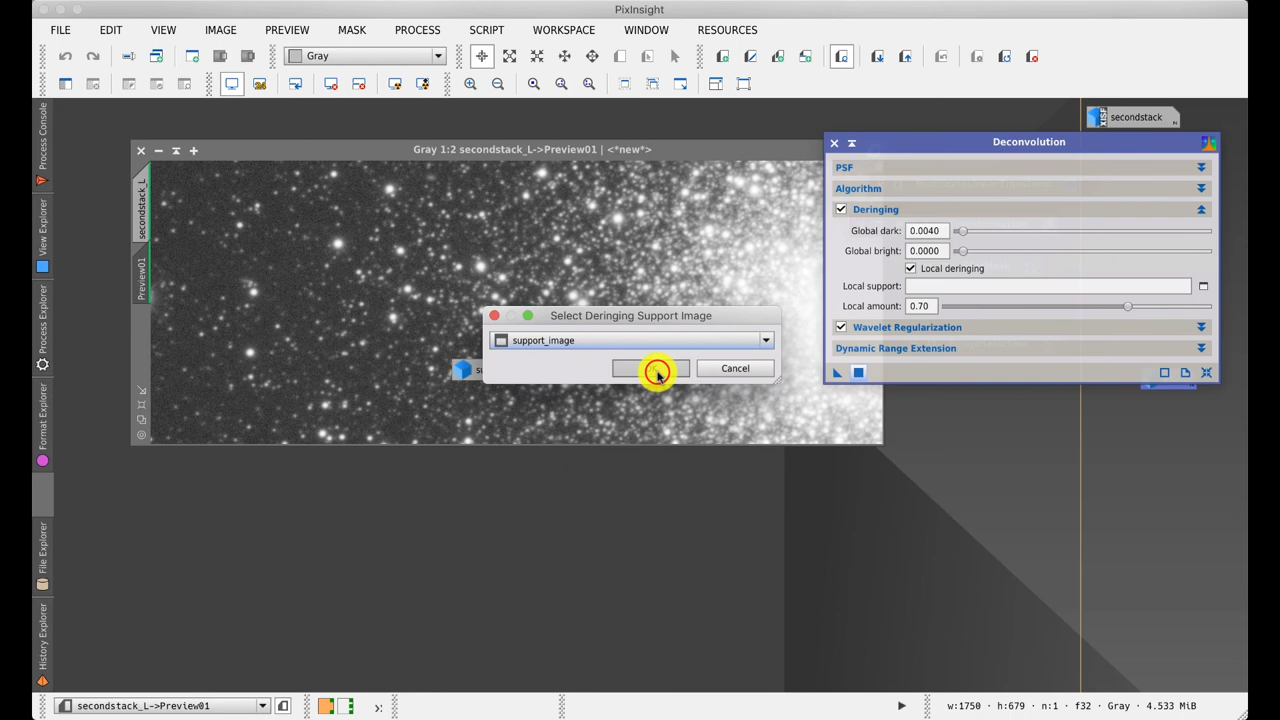 PixInsight
FILE EDIT VIEW IMAGE PREVIEW MASK PROCESS SCRIPT WORKSPACE WINDOW RESOURCES
Gray
Process Console
View Explorer
Process Explorer
Format Explorer
File Explorer
History Explorer
Gray 1:2 secondstack_L->Preview01 | <*new*>
secondstack_L
Preview01
XISF
secondstack
N
Deconvolution
PSF
Algorithm
Deringing
Global dark: 0.0040
Global bright: 0.0000
Local deringing
Local support:
Local amount: 0.70
Wavelet Regularization
Dynamic Range Extension
Select Deringing Support Image
support_image
Cancel
secondstack_L->Preview01
w:1750 · h:679 · n:1 · f32 · Gray · 4.533 MiB